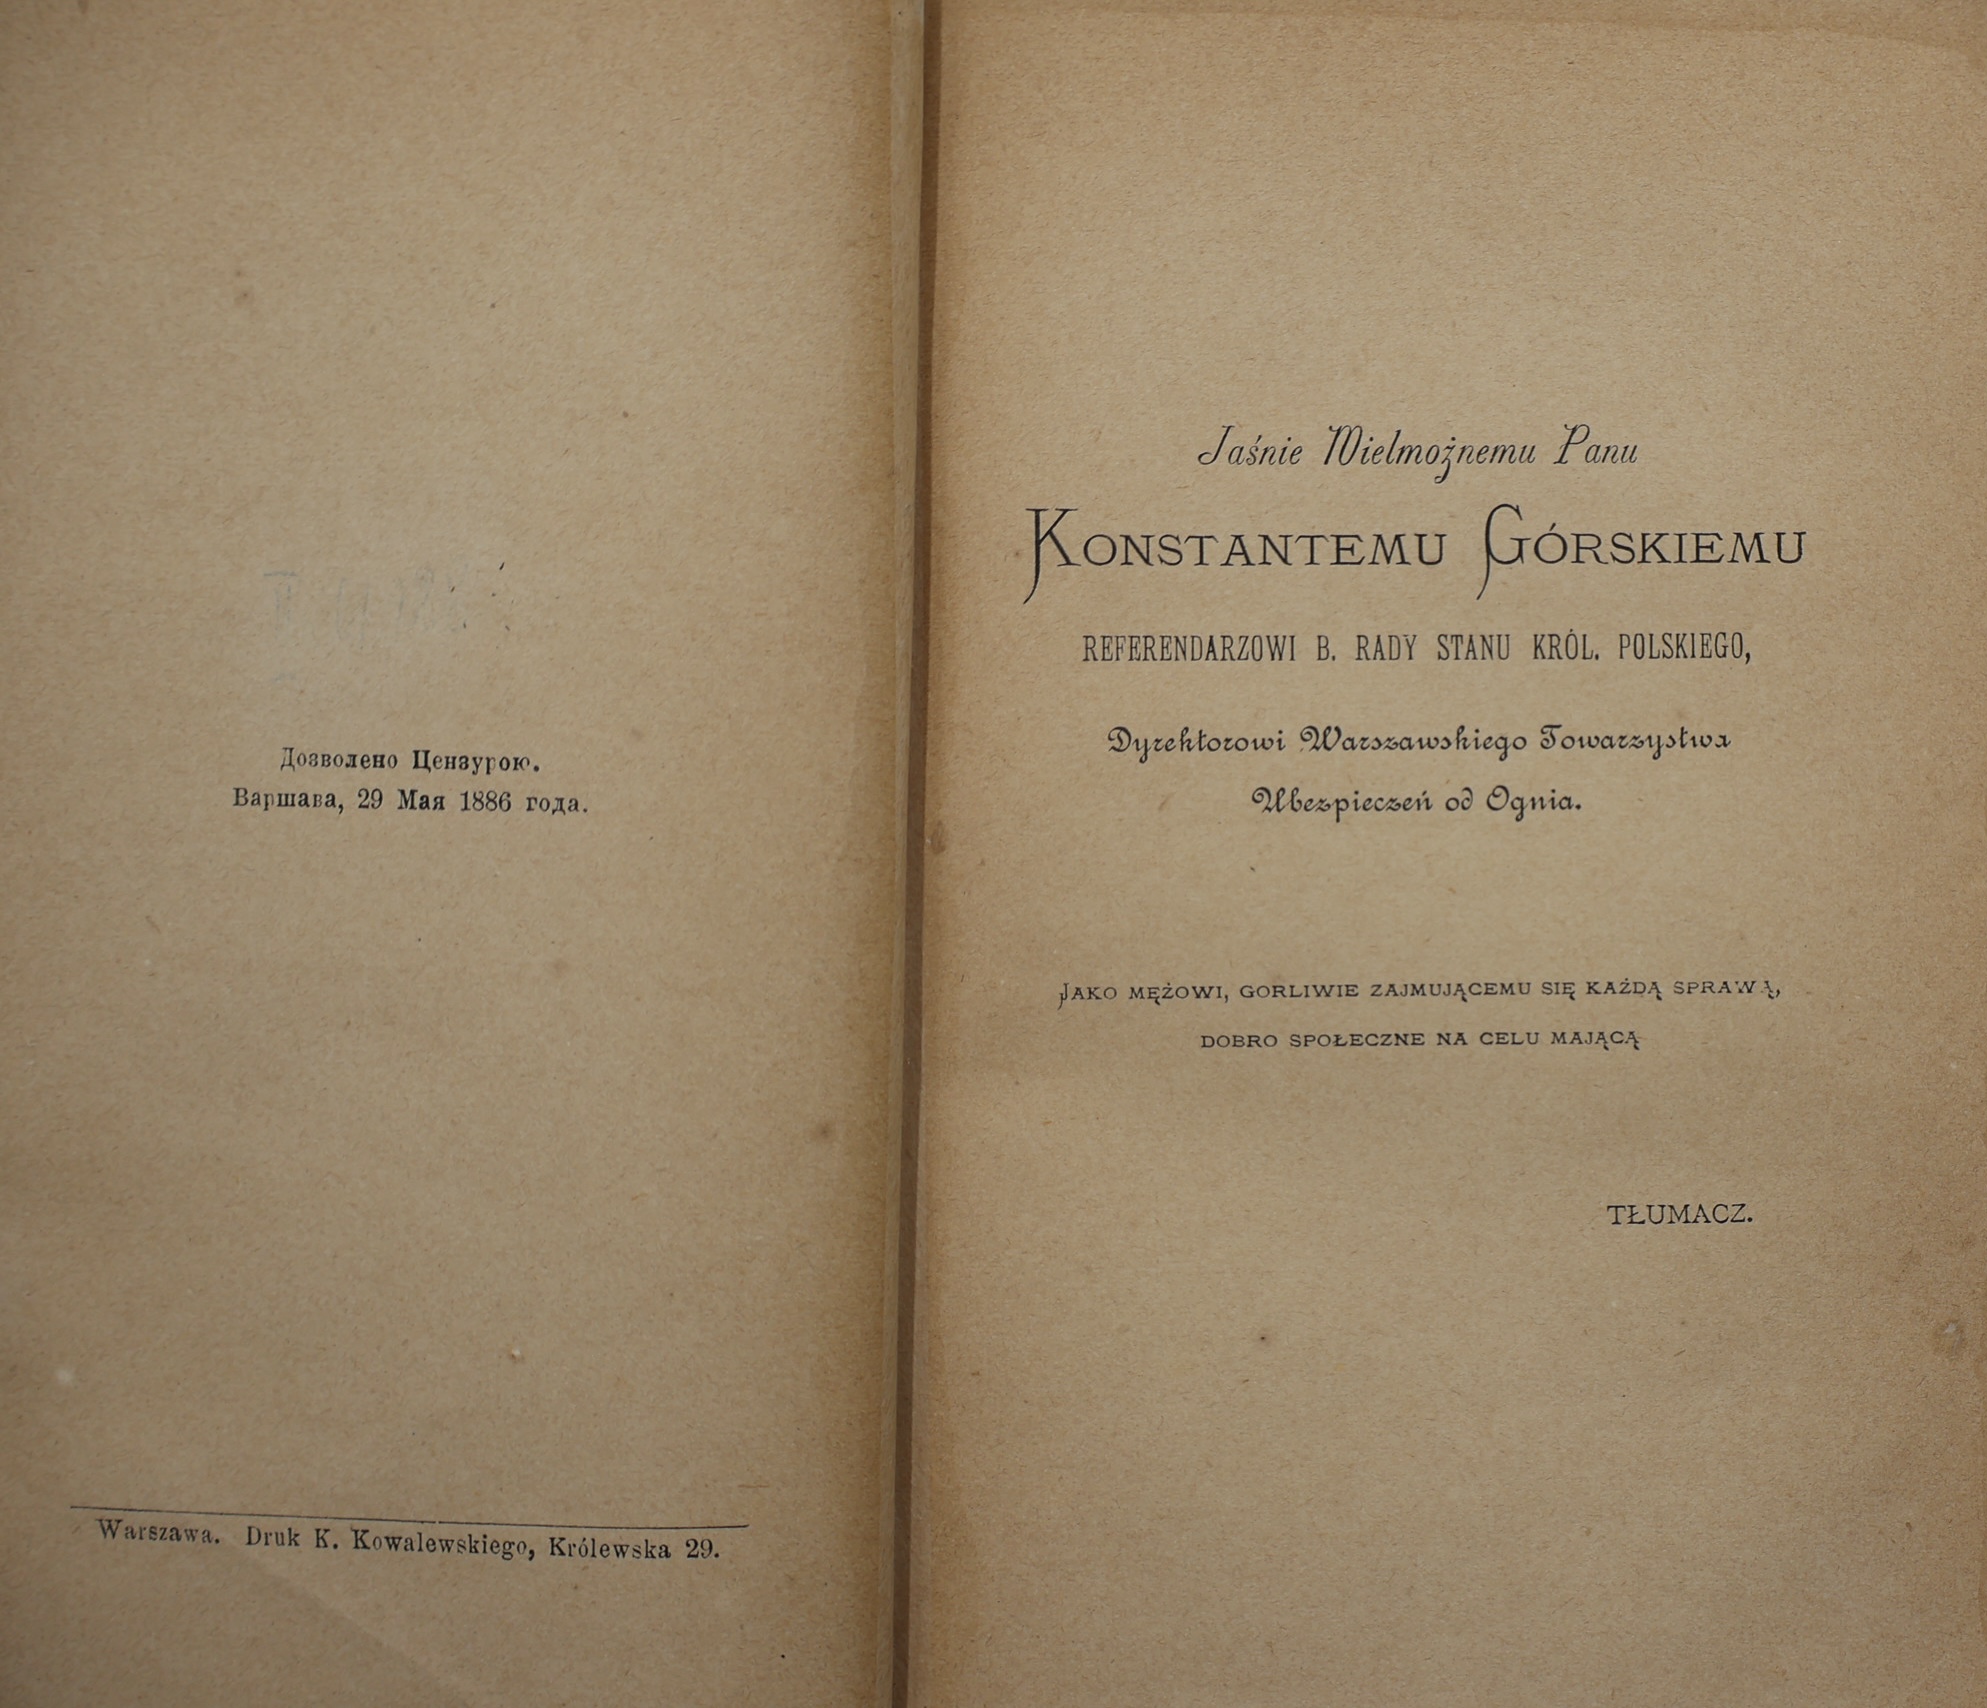 Дозволено Цензурою.
Варшава, 29 Мая 1886 года.
Warszawa. Druk K. Kowalewskiego, Królewska 29.
Jaśnie Wielmożnemu Panu
KONSTANTEMU GÓRSKIEMU
REFERENDARZOWI B. RADY STANU KRÓL. POLSKIEGO,
Dyrektorowi Warszawskiego Towarzystwa
Ubezpieczeń od Ognia.
JAKO MĘŻOWI, GORLIWIE ZAJMUJĄCEMU SIĘ KAŻDĄ SPRAWĄ,
DOBRO SPOŁECZNE NA CELU MAJĄCĄ
TŁUMACZ.